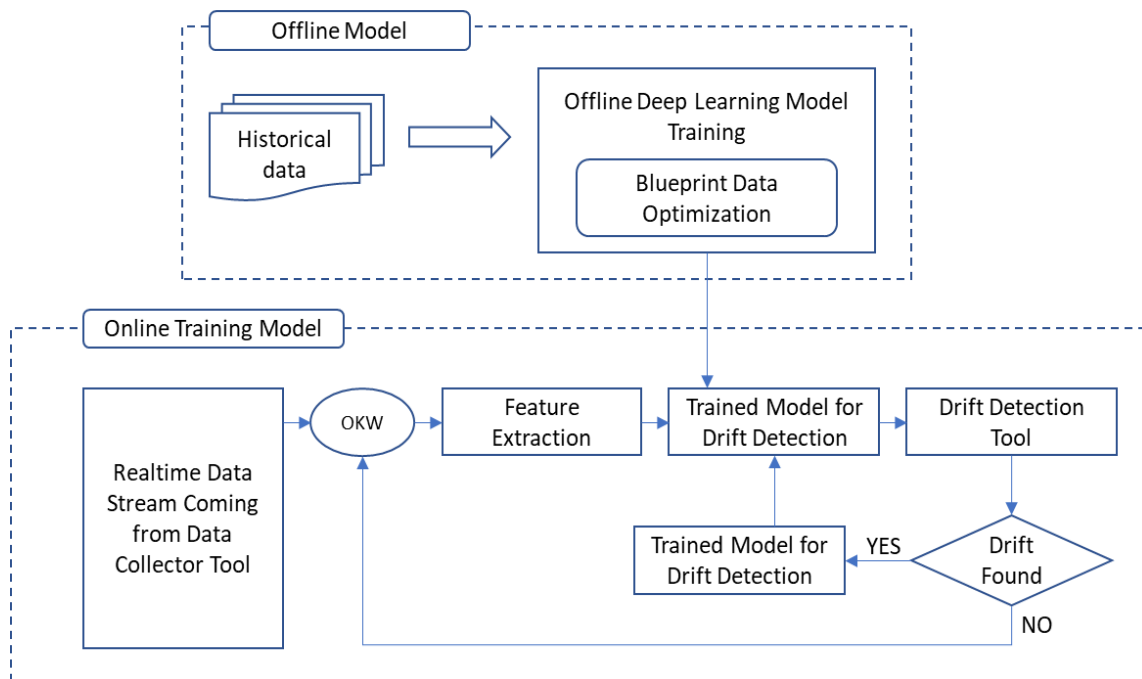 Offline Model
Historical
data
Offline Deep Learning Model
Training
Blueprint Data
Optimization
Online Training Model
Realtime Data
Stream Coming
from Data
Collector Tool
OKW
Feature
Extraction
Trained Model for
Drift Detection
Drift Detection
Tool
Trained Model for
Drift Detection
YES
Drift
Found
NO